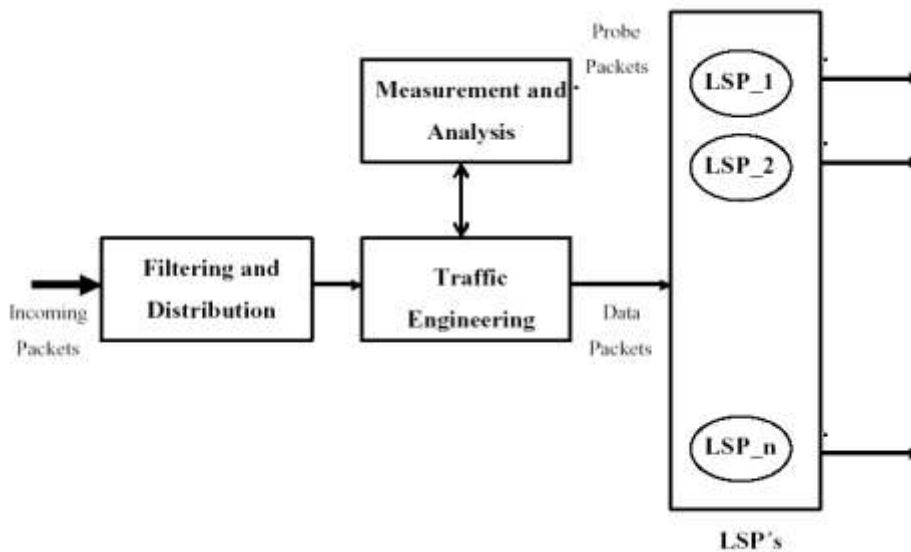 Probe
Packets
LSP_1
Measurement and
Analysis
LSP_2
Filtering and
Distribution
Traffic
Engineering
Incoming
Packets
Data
Packets
LSP_n
LSP´s